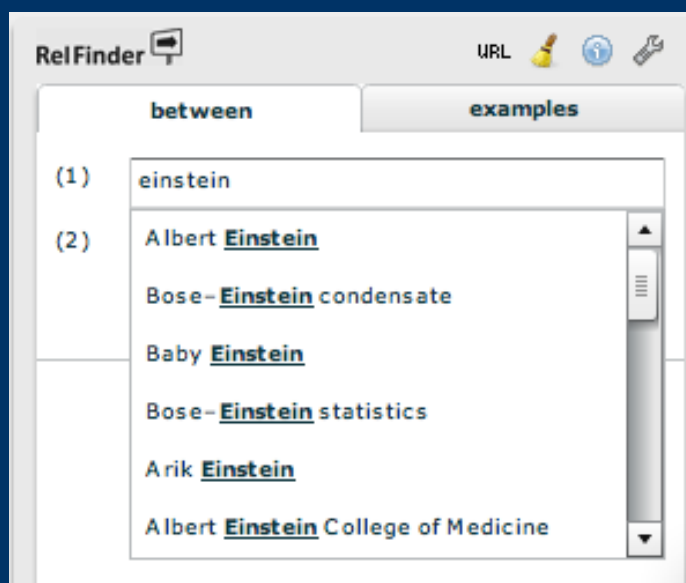 RelFinder URL
between examples
(1) einstein
(2)
Albert Einstein
Bose-Einstein condensate
Baby Einstein
Bose-Einstein statistics
Arik Einstein
Albert Einstein College of Medicine